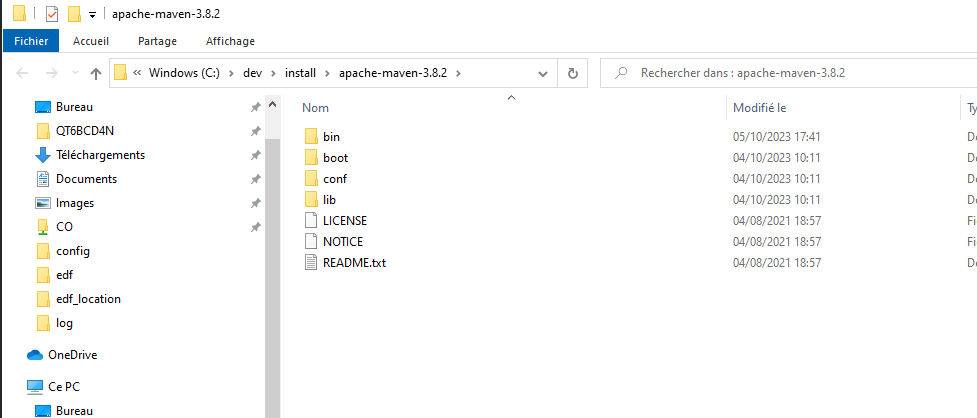 apache-maven-3.8.2
Fichier Accueil Partage Affichage
« Windows (C:) › dev › install › apache-maven-3.8.2 › Rechercher dans : apache-maven-3.8.2
Nom Modifié le Ty
Bureau
QT6BCD4N
Téléchargements
Documents
Images
CO
config
edf
edf_location
log
OneDrive
Ce PC
Bureau
bin 05/10/2023 17:41 Do
boot 04/10/2023 10:11 Do
conf 04/10/2023 10:11 Do
lib 04/10/2023 10:11 Do
LICENSE 04/08/2021 18:57 Fi
NOTICE 04/08/2021 18:57 Fi
README.txt 04/08/2021 18:57 Do